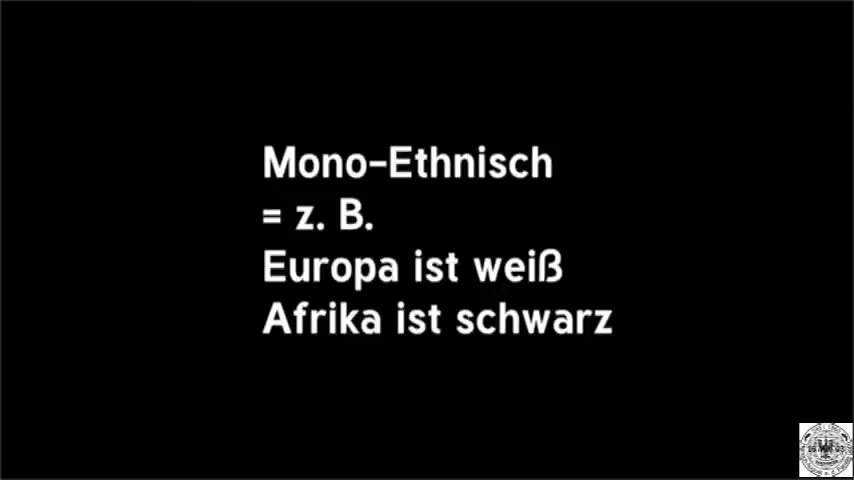 Mono-Ethnisch
= z. B.
Europa ist weiß
Afrika ist schwarz